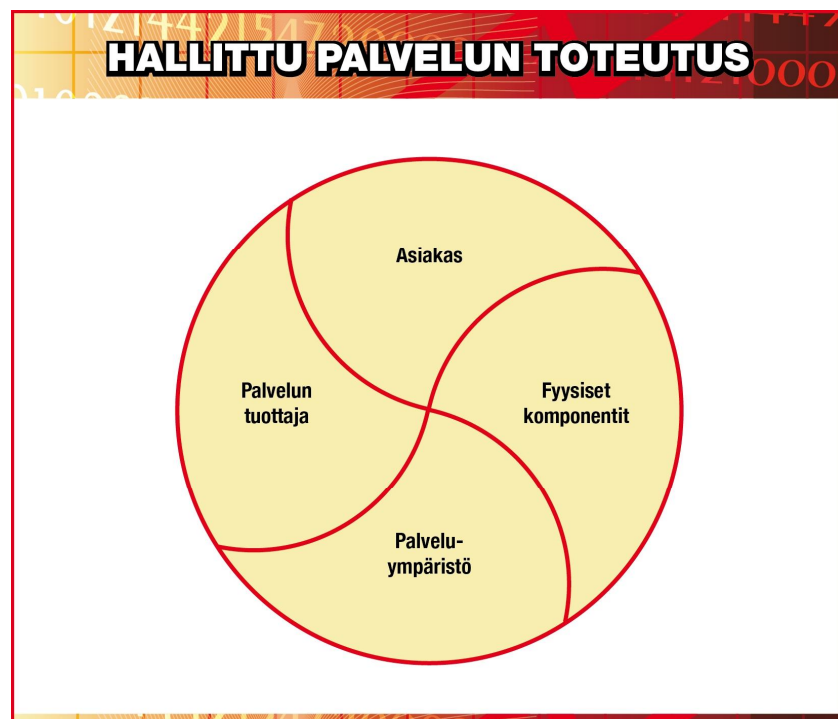 HALLITTU PALVELUN TOTEUTUS
Asiakas
Palvelun
tuottaja
Fyysiset
komponentit
Palvelu-
ympäristö